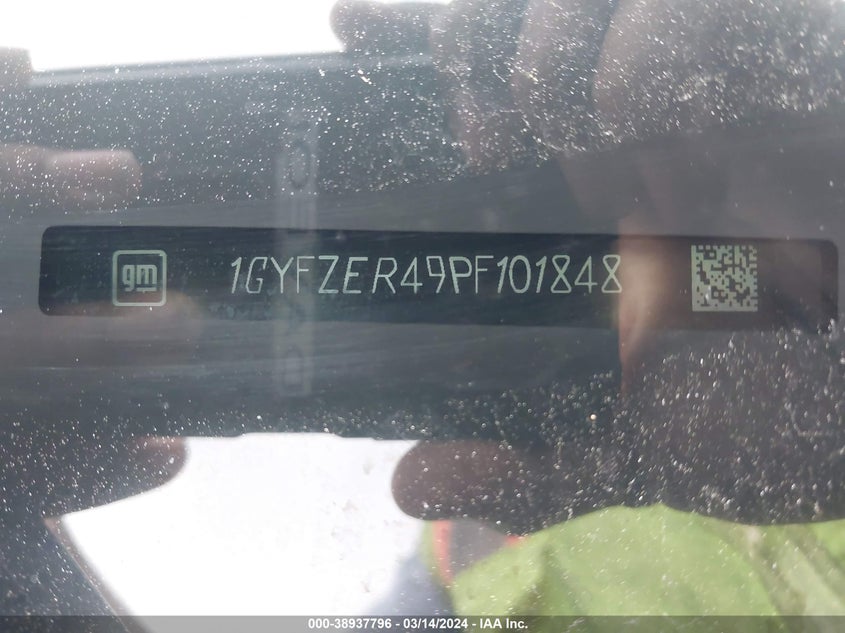 gm 1GYFZER49PF101848
000-38937796 - 03/14/2024 - IAA Inc.